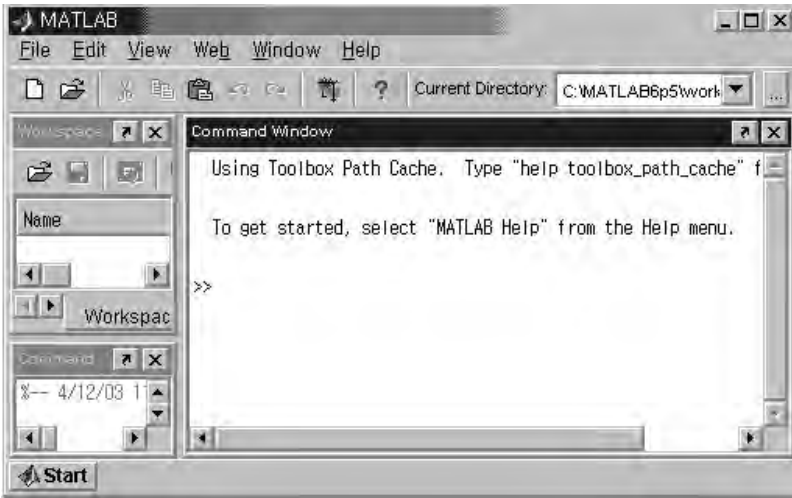 MATLAB
File Edit View Web Window Help
? Current Directory: C:\MATLAB6p5\work ...
Workspace
Command Window
Using Toolbox Path Cache. Type "help toolbox_path_cache" f
Name
To get started, select "MATLAB Help" from the Help menu.
>>
Workspac
Command
%-- 4/12/03 1
Start